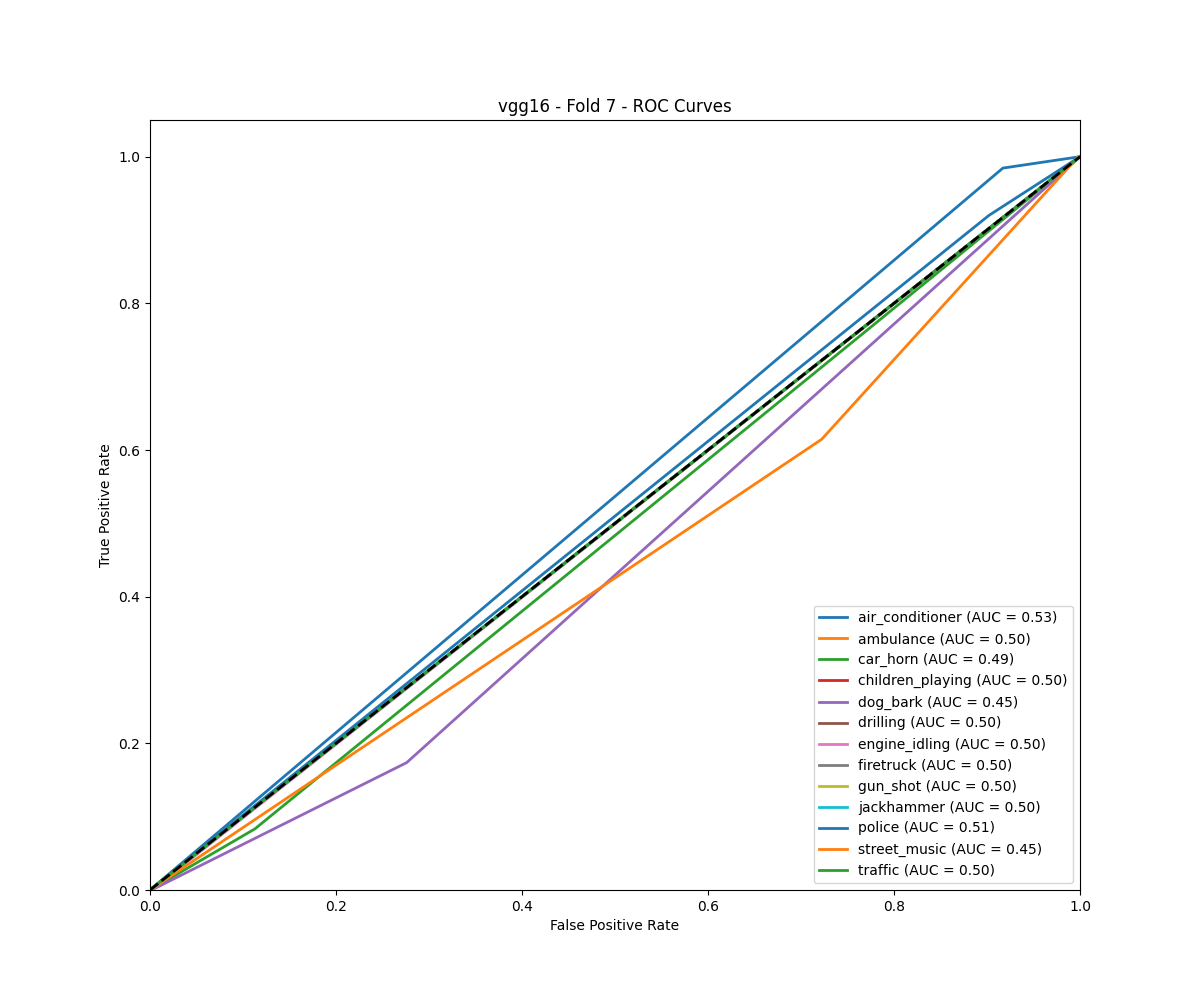 vgg16 - Fold 7 - ROC Curves
True Positive Rate
1.0
0.8
0.6
0.4
0.2
0.0
air_conditioner (AUC = 0.53)
ambulance (AUC = 0.50)
car_horn (AUC = 0.49)
children_playing (AUC = 0.50)
dog_bark (AUC = 0.45)
drilling (AUC = 0.50)
engine_idling (AUC = 0.50)
firetruck (AUC = 0.50)
gun_shot (AUC = 0.50)
jackhammer (AUC = 0.50)
police (AUC = 0.51)
street_music (AUC = 0.45)
traffic (AUC = 0.50)
0.0 0.2 0.4 0.6 0.8 1.0
False Positive Rate